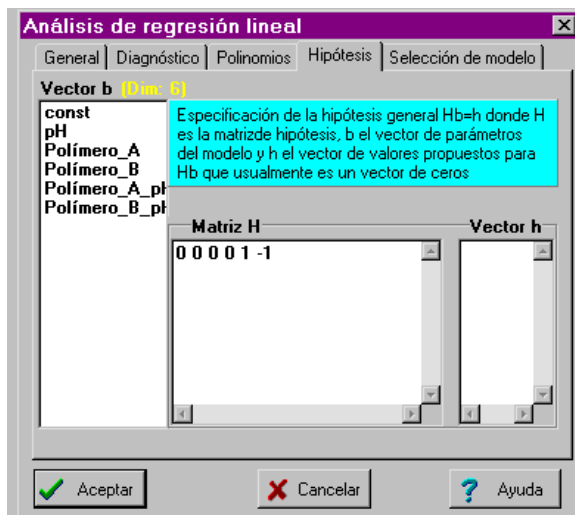 Análisis de regresión lineal
General Diagnóstico Polinomios Hipótesis Selección de modelo
Vector b (Dim: 6)
const
pH
Polímero_A
Polímero_B
Polímero_A_pH
Polímero_B_pH
Especificación de la hipótesis general Hb=h donde H
es la matrizde hipótesis, b el vector de parámetros
del modelo y h el vector de valores propuestos para
Hb que usualmente es un vector de ceros
Matriz H
0 0 0 0 1 -1
Vector h
Aceptar Cancelar ? Ayuda